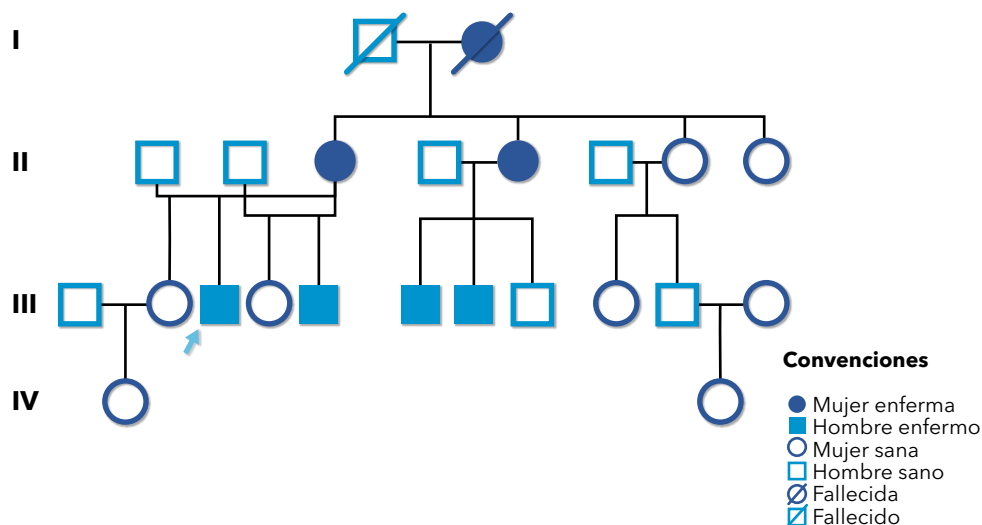 I
II
III
IV
Convenciones
Mujer enferma
Hombre enfermo
Mujer sana
Hombre sano
Fallecida
Fallecido